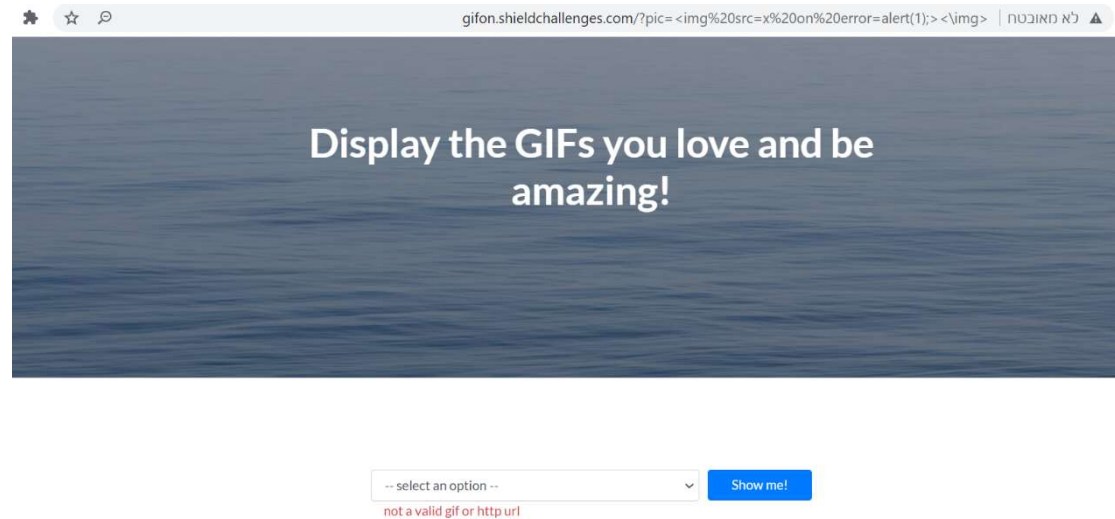 gifon.shieldchallenges.com/?pic=<img%20src=x%20on%20error=alert(1);><\img> | לא מאובטח
Display the GIFs you love and be
amazing!
-- select an option --
Show me!
not a valid gif or http url